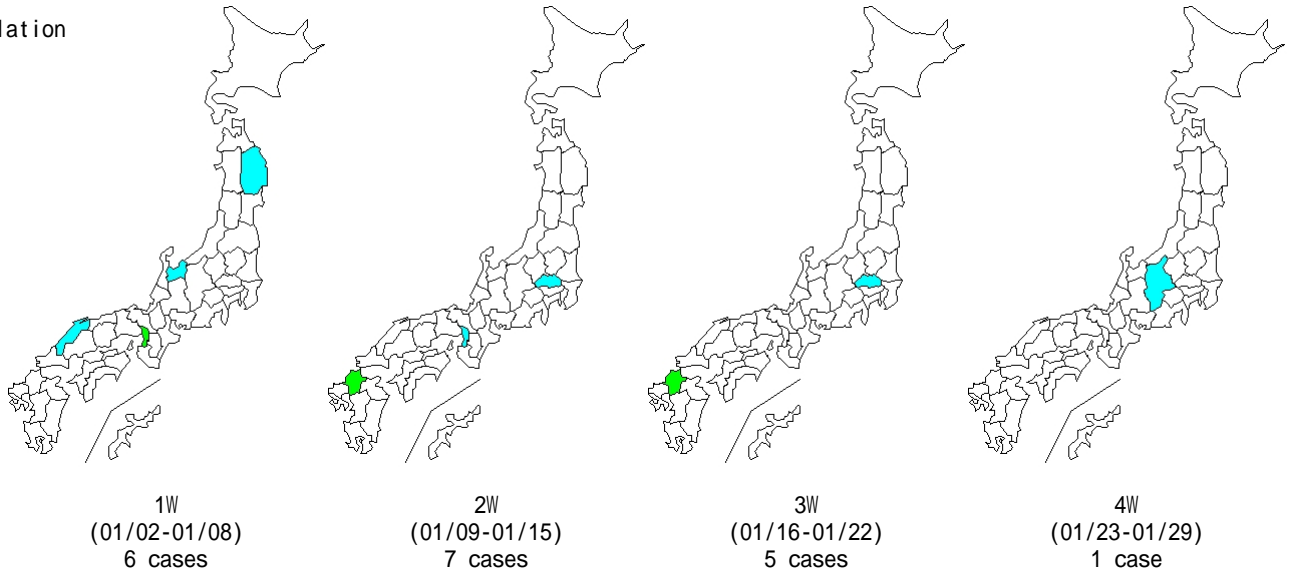 lation
1W
(01/02-01/08)
6 cases
2W
(01/09-01/15)
7 cases
3W
(01/16-01/22)
5 cases
4W
(01/23-01/29)
1 case